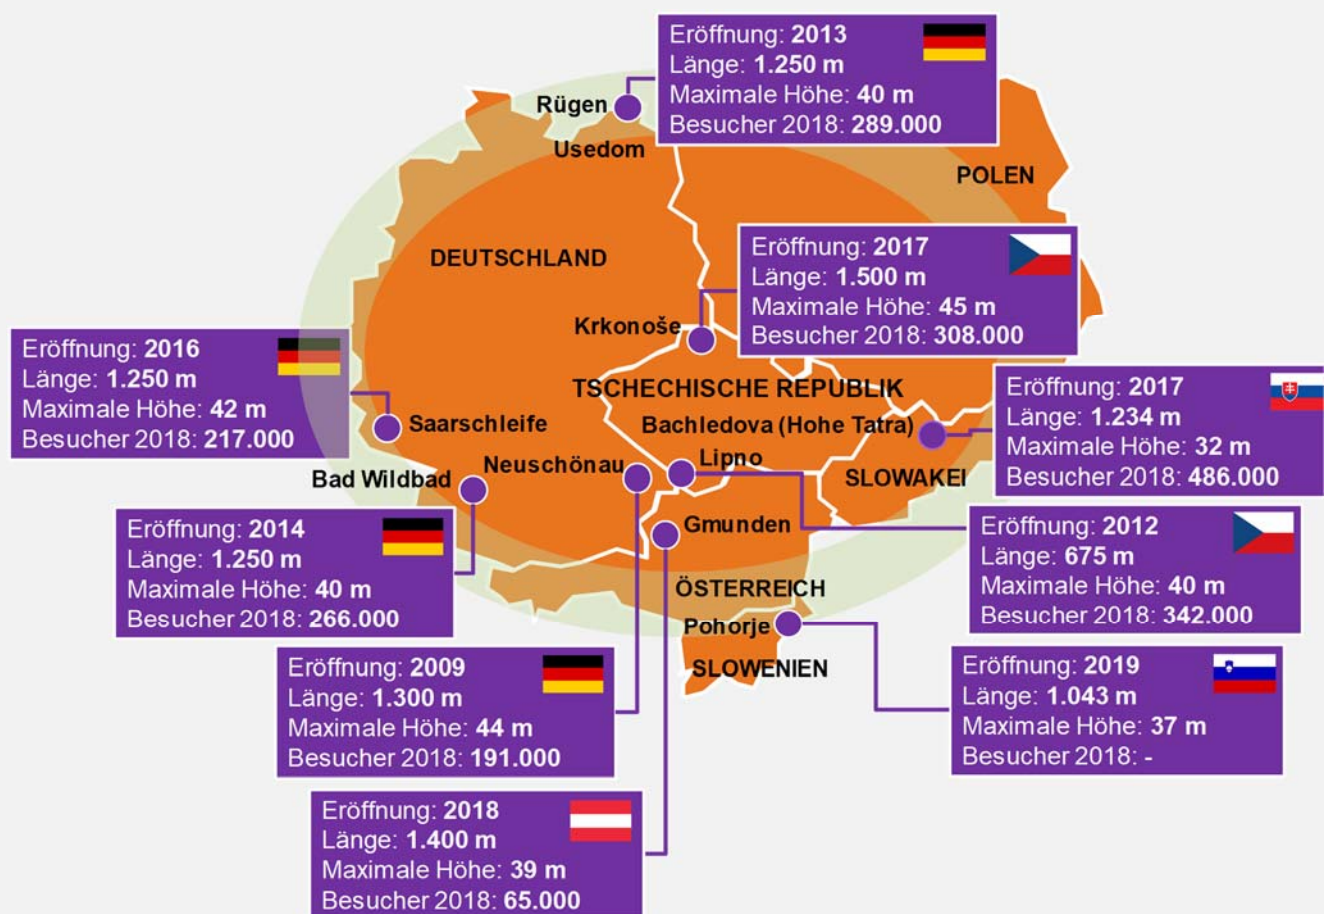 Eröffnung: 2013
Länge: 1.250 m
Maximale Höhe: 40 m
Besucher 2018: 289.000
Rügen
Usedom
POLEN
DEUTSCHLAND
Eröffnung: 2017
Länge: 1.500 m
Maximale Höhe: 45 m
Besucher 2018: 308.000
Krkonoše
Eröffnung: 2016
Länge: 1.250 m
Maximale Höhe: 42 m
Besucher 2018: 217.000
TSCHECHISCHE REPUBLIK
Eröffnung: 2017
Länge: 1.234 m
Maximale Höhe: 32 m
Besucher 2018: 486.000
Saarschleife
Bachledova (Hohe Tatra)
Neuschönau
Lipno
Bad Wildbad
SLOWAKEI
Eröffnung: 2014
Länge: 1.250 m
Maximale Höhe: 40 m
Besucher 2018: 266.000
Gmunden
Eröffnung: 2012
Länge: 675 m
Maximale Höhe: 40 m
Besucher 2018: 342.000
ÖSTERREICH
Pohorje
SLOWENIEN
Eröffnung: 2009
Länge: 1.300 m
Maximale Höhe: 44 m
Besucher 2018: 191.000
Eröffnung: 2019
Länge: 1.043 m
Maximale Höhe: 37 m
Besucher 2018: -
Eröffnung: 2018
Länge: 1.400 m
Maximale Höhe: 39 m
Besucher 2018: 65.000